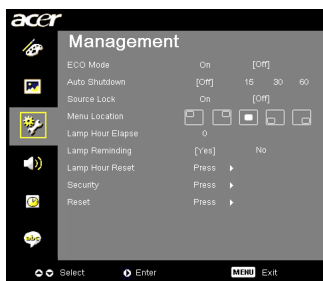 acer
Management
ECO Mode On [Off]
Auto Shutdown [Off] 15 30 60
Source Lock On [Off]
Menu Location
Lamp Hour Elapse 0
Lamp Reminding [Yes] No
Lamp Hour Reset Press
Security Press
Reset Press
abc
Select Enter MENU Exit